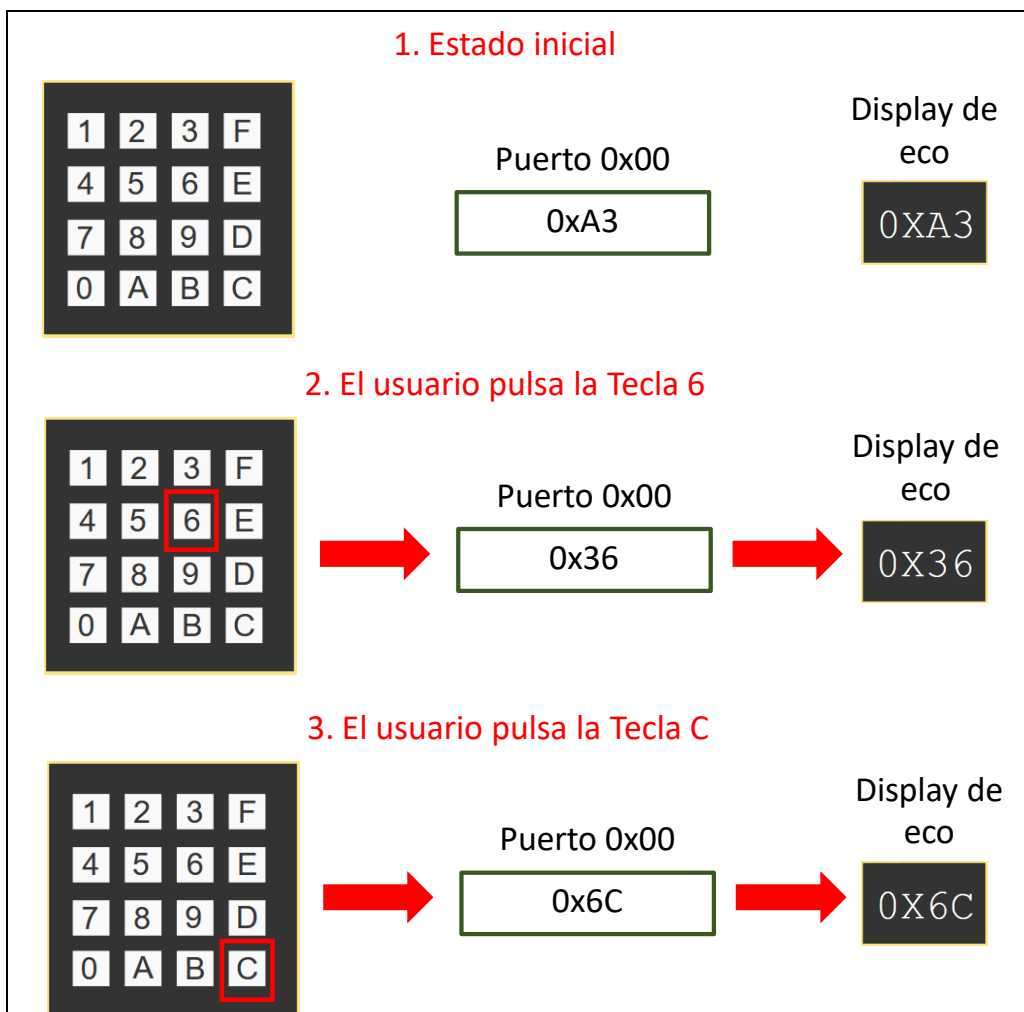 1. Estado inicial
1 2 3 F
4 5 6 E
7 8 9 D
0 A B C
Puerto 0x00
0xA3
Display de
eco
0XA3
2. El usuario pulsa la Tecla 6
1 2 3 F
4 5 6 E
7 8 9 D
0 A B C
Puerto 0x00
0x36
Display de
eco
0X36
3. El usuario pulsa la Tecla C
1 2 3 F
4 5 6 E
7 8 9 D
0 A B C
Puerto 0x00
0x6C
Display de
eco
0X6C